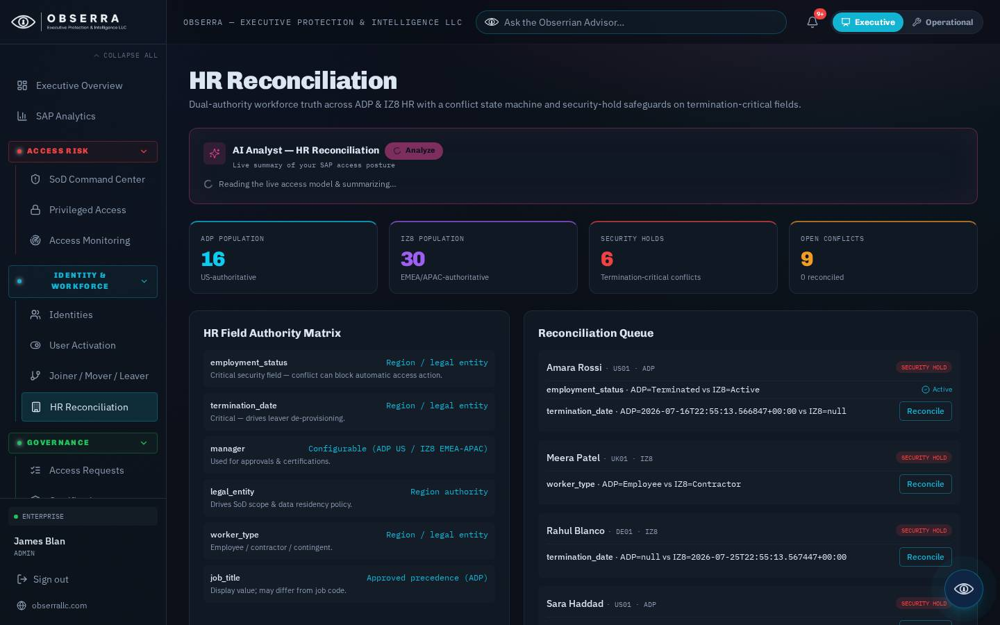 OBSERRA
Executive Protection & Intelligence LLC
OBSERRA — EXECUTIVE PROTECTION & INTELLIGENCE LLC
Ask the Obserrian Advisor...
9+
Executive
Operational
COLLAPSE ALL
Executive Overview
SAP Analytics
ACCESS RISK
SoD Command Center
Privileged Access
Access Monitoring
IDENTITY &
WORKFORCE
Identities
User Activation
Joiner / Mover / Leaver
HR Reconciliation
GOVERNANCE
Access Requests
ENTERPRISE
James Blan
ADMIN
Sign out
obserrallc.com
HR Reconciliation
Dual-authority workforce truth across ADP & IZ8 HR with a conflict state machine and security-hold safeguards on termination-critical fields.
AI Analyst — HR Reconciliation
Analyze
Live summary of your SAP access posture
Reading the live access model & summarizing…
ADP POPULATION
16
US-authoritative
IZ8 POPULATION
30
EMEA/APAC-authoritative
SECURITY HOLDS
6
Termination-critical conflicts
OPEN CONFLICTS
9
0 reconciled
HR Field Authority Matrix
employment_status Region / legal entity
Critical security field — conflict can block automatic access action.
termination_date Region / legal entity
Critical — drives leaver de-provisioning.
manager Configurable (ADP US / IZ8 EMEA-APAC)
Used for approvals & certifications.
legal_entity Region authority
Drives SoD scope & data residency policy.
worker_type Region / legal entity
Employee / contractor / contingent.
job_title Approved precedence (ADP)
Display value; may differ from job code.
Reconciliation Queue
Amara Rossi · US01 · ADP SECURITY HOLD
employment_status · ADP=Terminated vs IZ8=Active Active
termination_date · ADP=2026-07-16T22:55:13.566847+00:00 vs IZ8=null Reconcile
Meera Patel · UK01 · IZ8 SECURITY HOLD
worker_type · ADP=Employee vs IZ8=Contractor Reconcile
Rahul Blanco · DE01 · IZ8 SECURITY HOLD
termination_date · ADP=null vs IZ8=2026-07-25T22:55:13.567447+00:00 Reconcile
Sara Haddad · US01 · ADP SECURITY HOLD